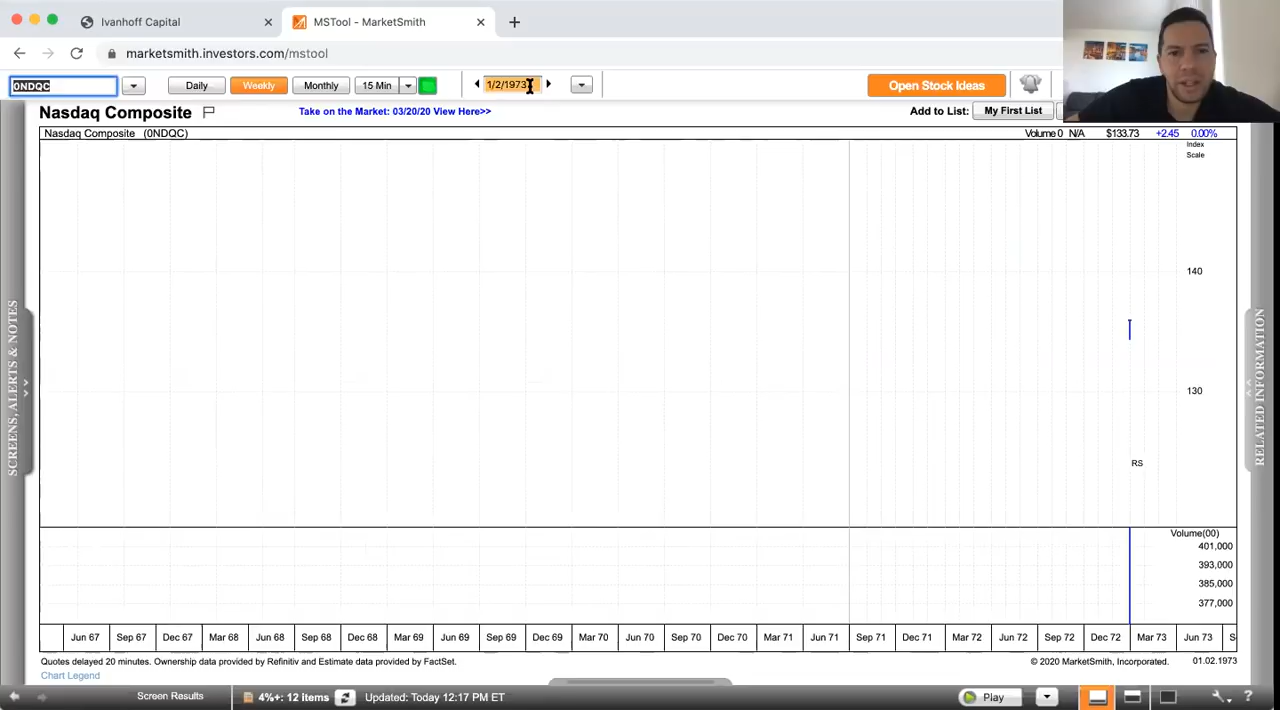 Ivanhoff Capital
MSTool - MarketSmith
marketsmith.investors.com/mstool
0NDQC
Daily
Weekly
Monthly
15 Min
1/2/1973
Open Stock Ideas
Nasdaq Composite
Take on the Market: 03/20/20 View Here>>
Add to List:
My First List
Nasdaq Composite (0NDQC)
Volume 0 N/A $133.73 +2.45 0.00%
Index
Scale
140
130
RS
Volume(00)
401,000
393,000
385,000
377,000
Jun 67 Sep 67 Dec 67 Mar 68 Jun 68 Sep 68 Dec 68 Mar 69 Jun 69 Sep 69 Dec 69 Mar 70 Jun 70 Sep 70 Dec 70 Mar 71 Jun 71 Sep 71 Dec 71 Mar 72 Jun 72 Sep 72 Dec 72 Mar 73 Jun 73 S
Quotes delayed 20 minutes. Ownership data provided by Refinitiv and Estimate data provided by FactSet.
© 2020 MarketSmith, Incorporated.
01.02.1973
Chart Legend
SCREENS, ALERTS & NOTES
RELATED INFORMATION
Screen Results
4%+: 12 items
Updated: Today 12:17 PM ET
Play
?